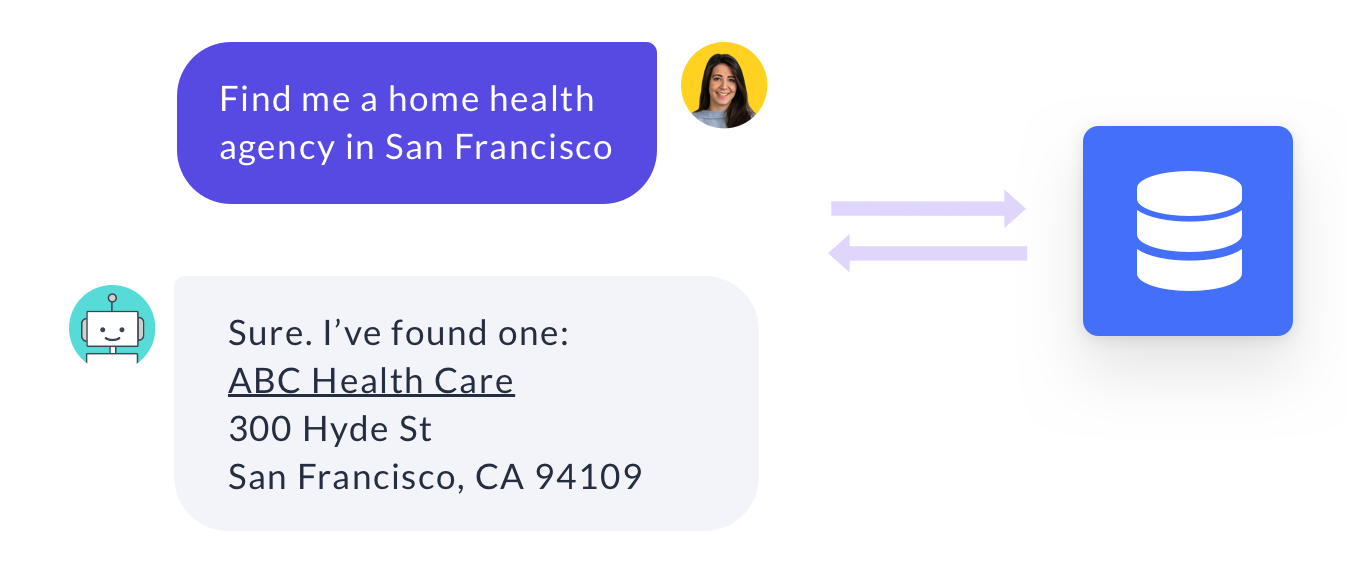 Find me a home health
agency in San Francisco
Sure. I’ve found one:
ABC Health Care
300 Hyde St
San Francisco, CA 94109